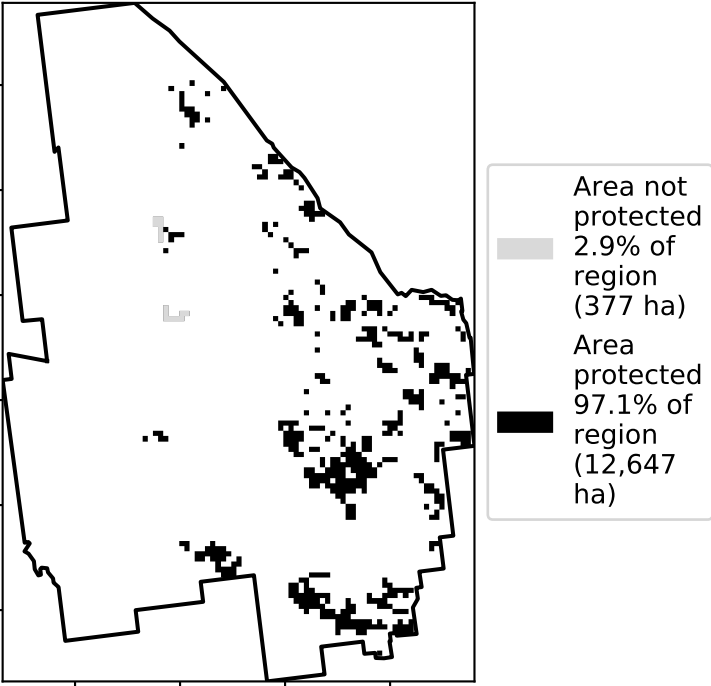 Area not
protected
2.9% of
region
(377 ha)
Area
protected
97.1% of
region
(12,647
ha)